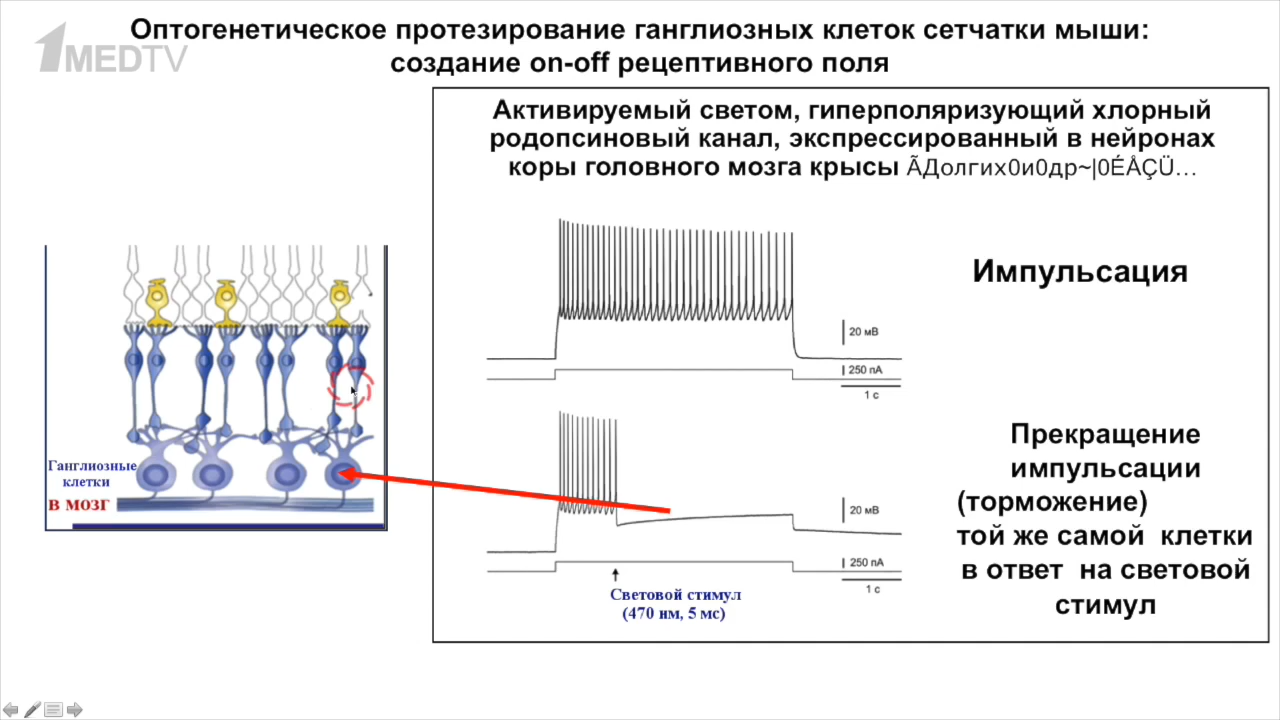 Оптогенетическое протезирование ганглиозных клеток сетчатки мыши:
создание on-off рецептивного поля
1MEDTV
Активируемый светом, гиперполяризующий хлорный
родопсиновый канал, экспрессированный в нейронах
коры головного мозга крысы ÃДолгих0и0др~|0ÉÅÇÜ…
Импульсация
20 мВ
250 пА
1 с
Ганглиозные
клетки
В МОЗГ
Прекращение
импульсации
(торможение)
той же самой клетки
в ответ на световой
стимул
20 мВ
250 пА
1 с
Световой стимул
(470 нм, 5 мс)